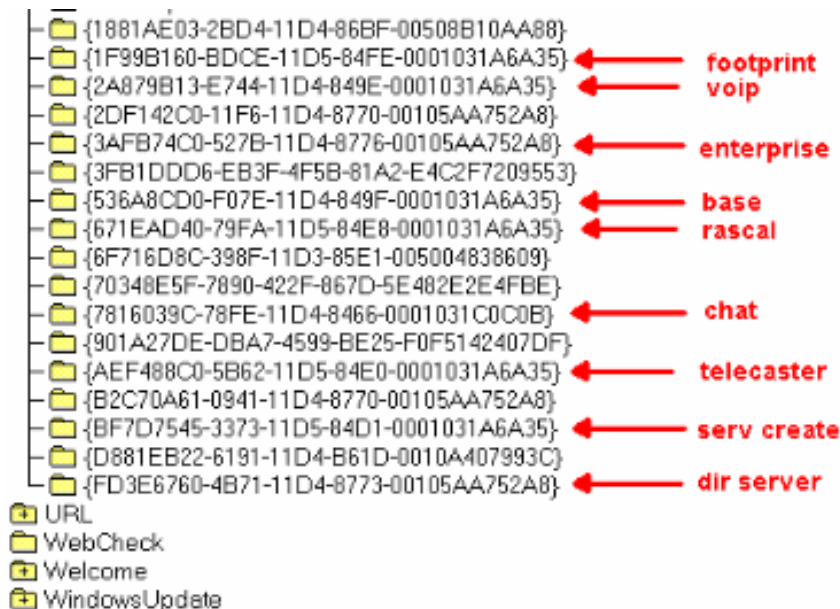 {1881AE03-2BD4-11D4-86BF-00508B10AA88}
{1F99B160-BDCE-11D5-84FE-0001031A6A35} footprint
{2A879B13-E744-11D4-849E-0001031A6A35} voip
{2DF142C0-11F6-11D4-8770-00105AA752A8}
{3AFB74C0-527B-11D4-8776-00105AA752A8} enterprise
{3FB1DDD6-EB3F-4F5B-81A2-E4C2F7209553}
{536A8CD0-F07E-11D4-849F-0001031A6A35} base
{671EAD40-79FA-11D5-84E8-0001031A6A35} rascal
{6F716D8C-398F-11D3-85E1-005004838609}
{70348E5F-7890-422F-867D-5E482E2E4FBE}
{7816039C-78FE-11D4-8466-0001031C0C0B} chat
{901A27DE-DBA7-4599-BE25-F0F5142407DF}
{AEF488C0-5B62-11D5-84E0-0001031A6A35} telecaster
{B2C70A61-0941-11D4-8770-00105AA752A8}
{BF7D7545-3373-11D5-84D1-0001031A6A35} serv create
{D881EB22-6191-11D4-B61D-0010A407993C}
{FD3E6760-4B71-11D4-8773-00105AA752A8} dir server
URL
WebCheck
Welcome
WindowsUpdate